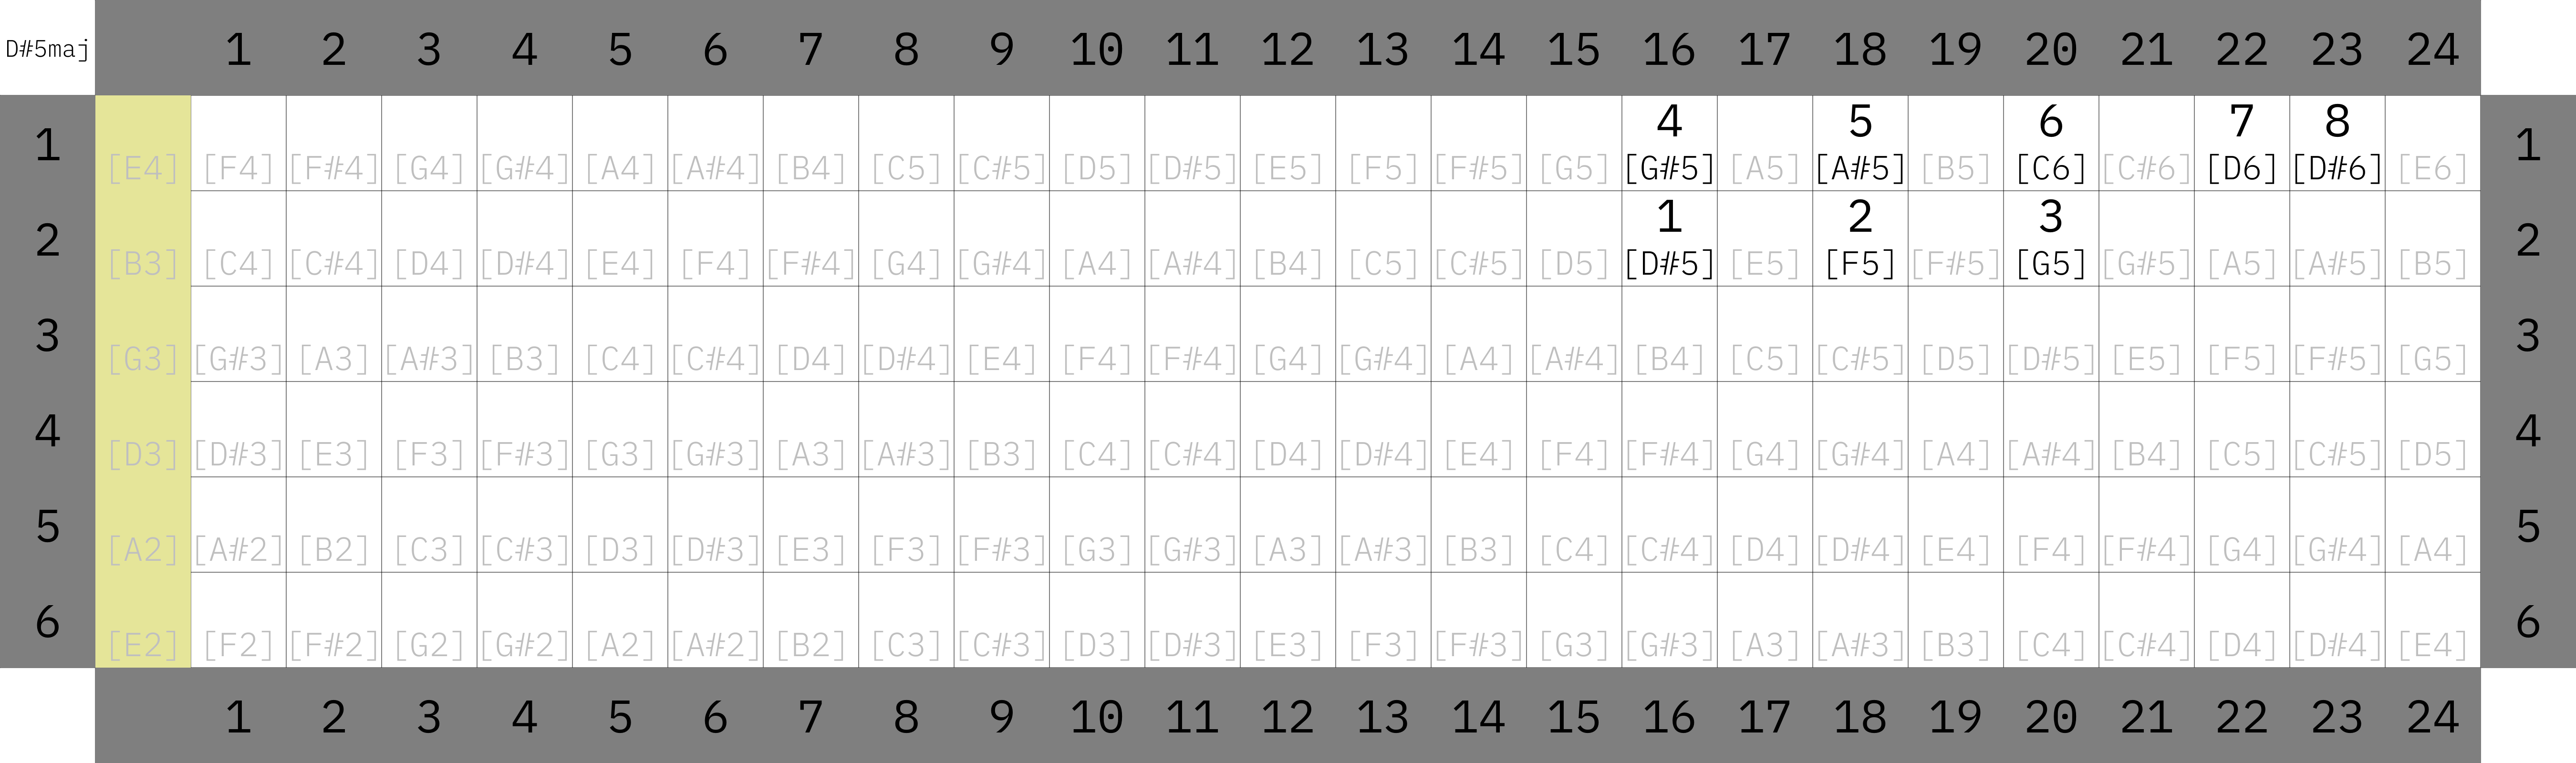 D#5maj 1 2 3 4 5 6 7 8 9 10 11 12 13 14 15 16 17 18 19 20 21 22 23 24
4 5 6 7 8
1 [E4] [F4] [F#4] [G4] [G#4] [A4] [A#4] [B4] [C5] [C#5] [D5] [D#5] [E5] [F5] [F#5] [G5] [G#5] [A5] [A#5] [B5] [C6] [C#6] [D6] [D#6] [E6] 1
1 2 3
2 [B3] [C4] [C#4] [D4] [D#4] [E4] [F4] [F#4] [G4] [G#4] [A4] [A#4] [B4] [C5] [C#5] [D5] [D#5] [E5] [F5] [F#5] [G5] [G#5] [A5] [A#5] [B5] 2
3 [G3] [G#3] [A3] [A#3] [B3] [C4] [C#4] [D4] [D#4] [E4] [F4] [F#4] [G4] [G#4] [A4] [A#4] [B4] [C5] [C#5] [D5] [D#5] [E5] [F5] [F#5] [G5] 3
4 [D3] [D#3] [E3] [F3] [F#3] [G3] [G#3] [A3] [A#3] [B3] [C4] [C#4] [D4] [D#4] [E4] [F4] [F#4] [G4] [G#4] [A4] [A#4] [B4] [C5] [C#5] [D5] 4
5 [A2] [A#2] [B2] [C3] [C#3] [D3] [D#3] [E3] [F3] [F#3] [G3] [G#3] [A3] [A#3] [B3] [C4] [C#4] [D4] [D#4] [E4] [F4] [F#4] [G4] [G#4] [A4] 5
6 [E2] [F2] [F#2] [G2] [G#2] [A2] [A#2] [B2] [C3] [C#3] [D3] [D#3] [E3] [F3] [F#3] [G3] [G#3] [A3] [A#3] [B3] [C4] [C#4] [D4] [D#4] [E4] 6
1 2 3 4 5 6 7 8 9 10 11 12 13 14 15 16 17 18 19 20 21 22 23 24